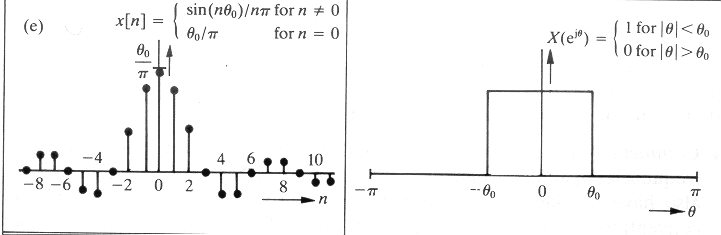 (e)
x[n] = { sin(nθ₀)/nπ for n ≠ 0
θ₀/π for n = 0
θ₀
π
-8 -6 -4 -2 0 2 4 6 8 10
n
X(eʲᶿ) = { 1 for |θ| < θ₀
0 for |θ| > θ₀
-π -θ₀ 0 θ₀ π
θ